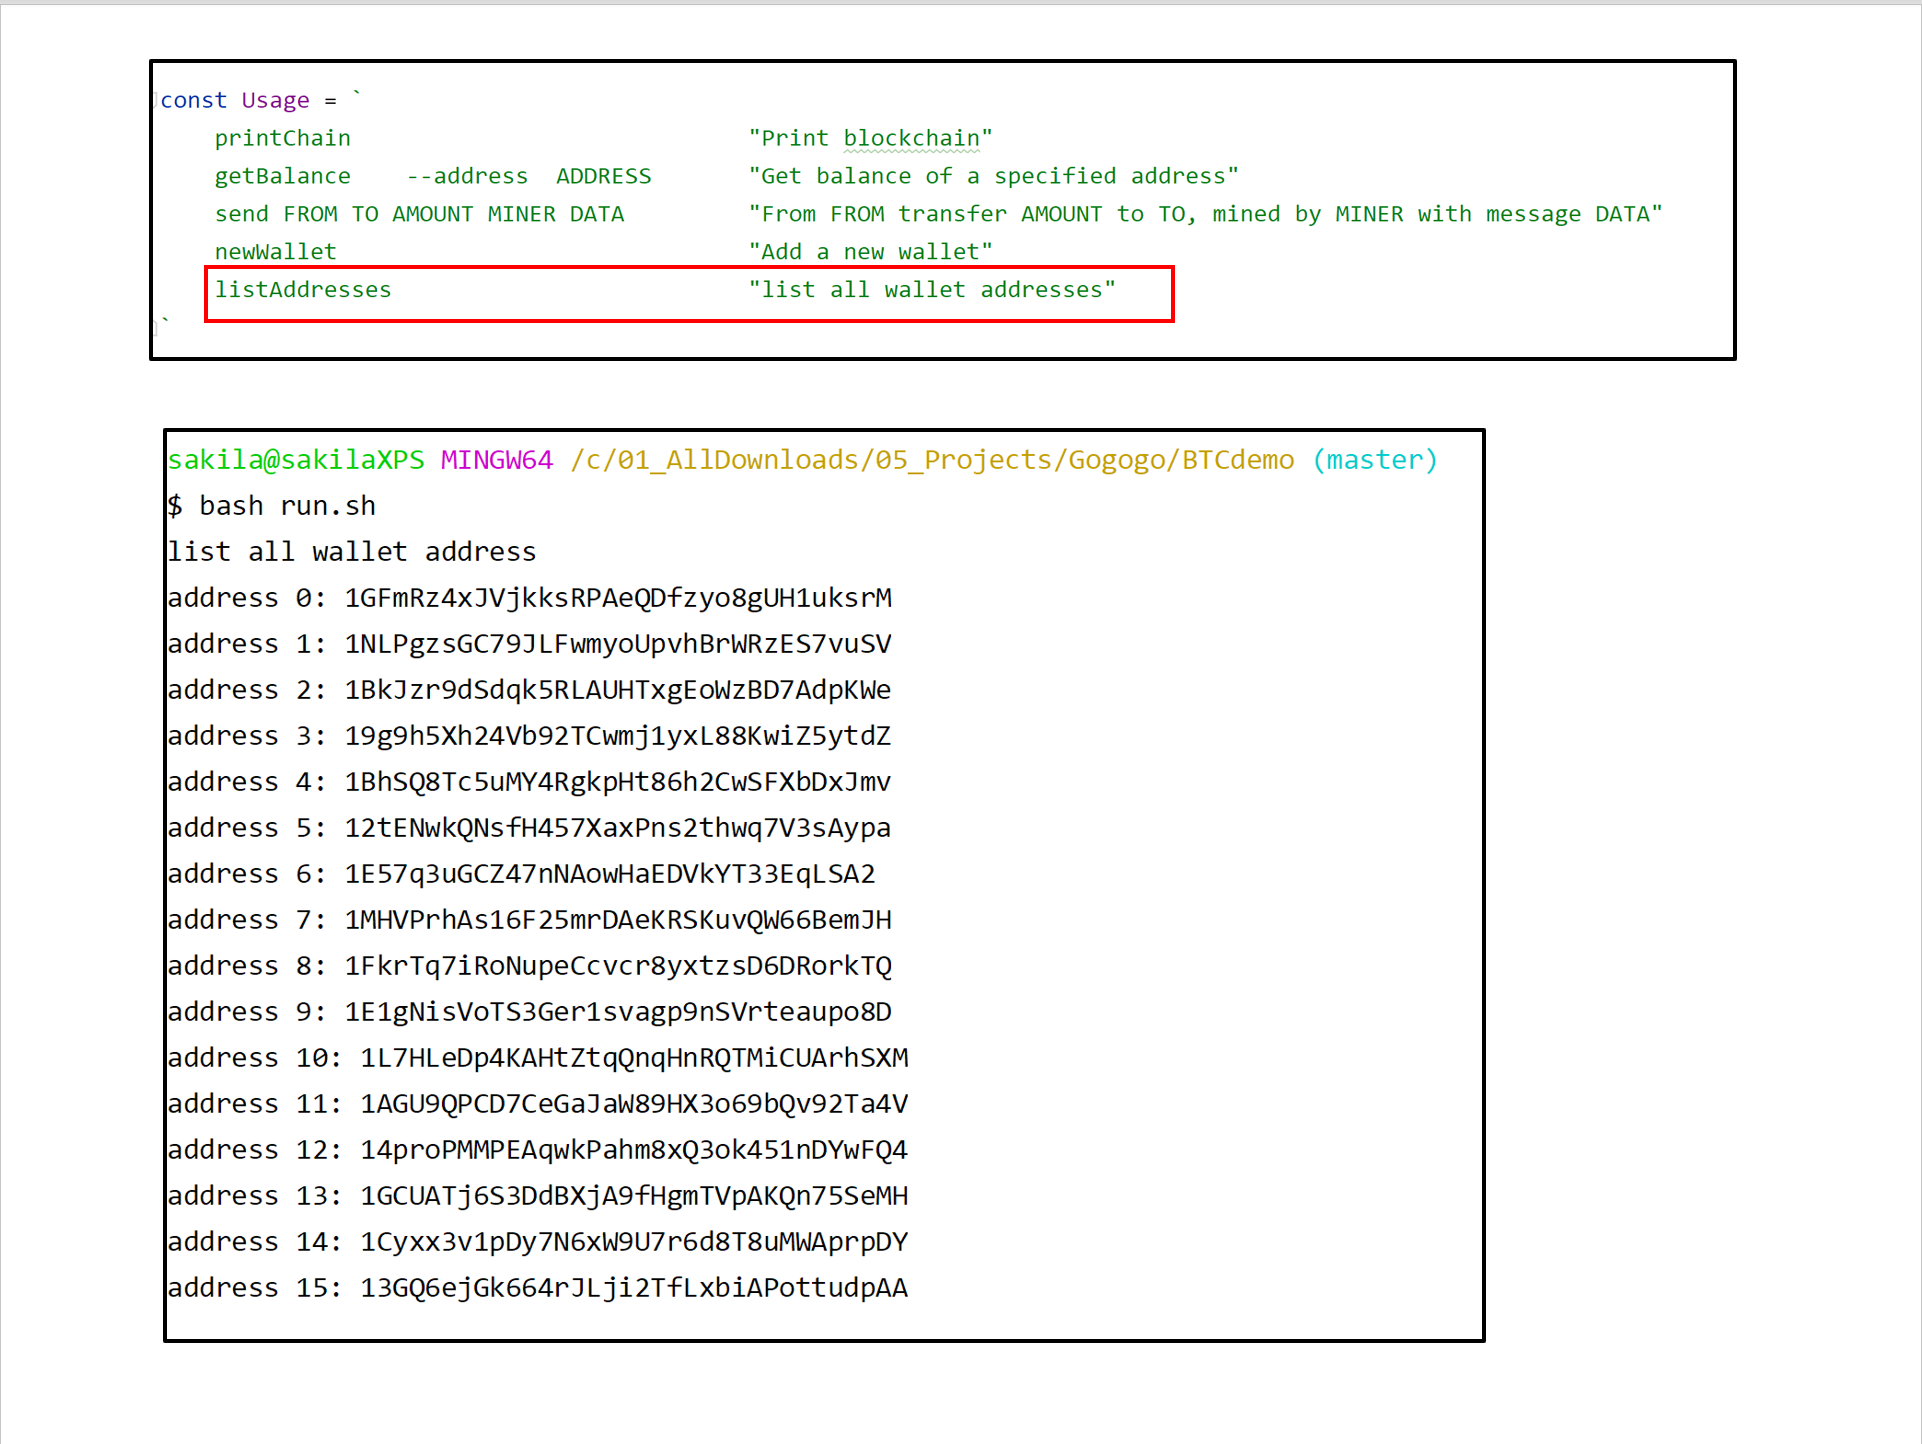 const Usage = `
printChain "Print blockchain"
getBalance --address ADDRESS "Get balance of a specified address"
send FROM TO AMOUNT MINER DATA "From FROM transfer AMOUNT to TO, mined by MINER with message DATA"
newWallet "Add a new wallet"
listAddresses "list all wallet addresses"
`
sakila@sakilaXPS MINGW64 /c/01_AllDownloads/05_Projects/Gogogo/BTCdemo (master)
$ bash run.sh
list all wallet address
address 0: 1GFmRz4xJVjkksRPAeQDfzyo8gUH1uksrM
address 1: 1NLPgzsGC79JLFwmyoUpvhBrWRzES7vuSV
address 2: 1BkJzr9dSdqk5RLAUHTxgEoWzBD7AdpKWe
address 3: 19g9h5Xh24Vb92TCwmj1yxL88KwiZ5ytdZ
address 4: 1BhSQ8Tc5uMY4RgkpHt86h2CwSFXbDxJmv
address 5: 12tENwkQNsfH457XaxPns2thwq7V3sAypa
address 6: 1E57q3uGCZ47nNAowHaEDVkYT33EqLSA2
address 7: 1MHVPrhAs16F25mrDAeKRSKuvQW66BemJH
address 8: 1FkrTq7iRoNupeCcvcr8yxtzsD6DRorkTQ
address 9: 1E1gNisVoTS3Ger1svagp9nSVrteaupo8D
address 10: 1L7HLeDp4KAHtZtqQnqHnRQTMiCUArhSXM
address 11: 1AGU9QPCD7CeGaJaW89HX3o69bQv92Ta4V
address 12: 14proPMMPEAqwkPahm8xQ3ok451nDYwFQ4
address 13: 1GCUATj6S3DdBXjA9fHgmTVpAKQn75SeMH
address 14: 1Cyxx3v1pDy7N6xW9U7r6d8T8uMWAprpDY
address 15: 13GQ6ejGk664rJLji2TfLxbiAPottudpAA